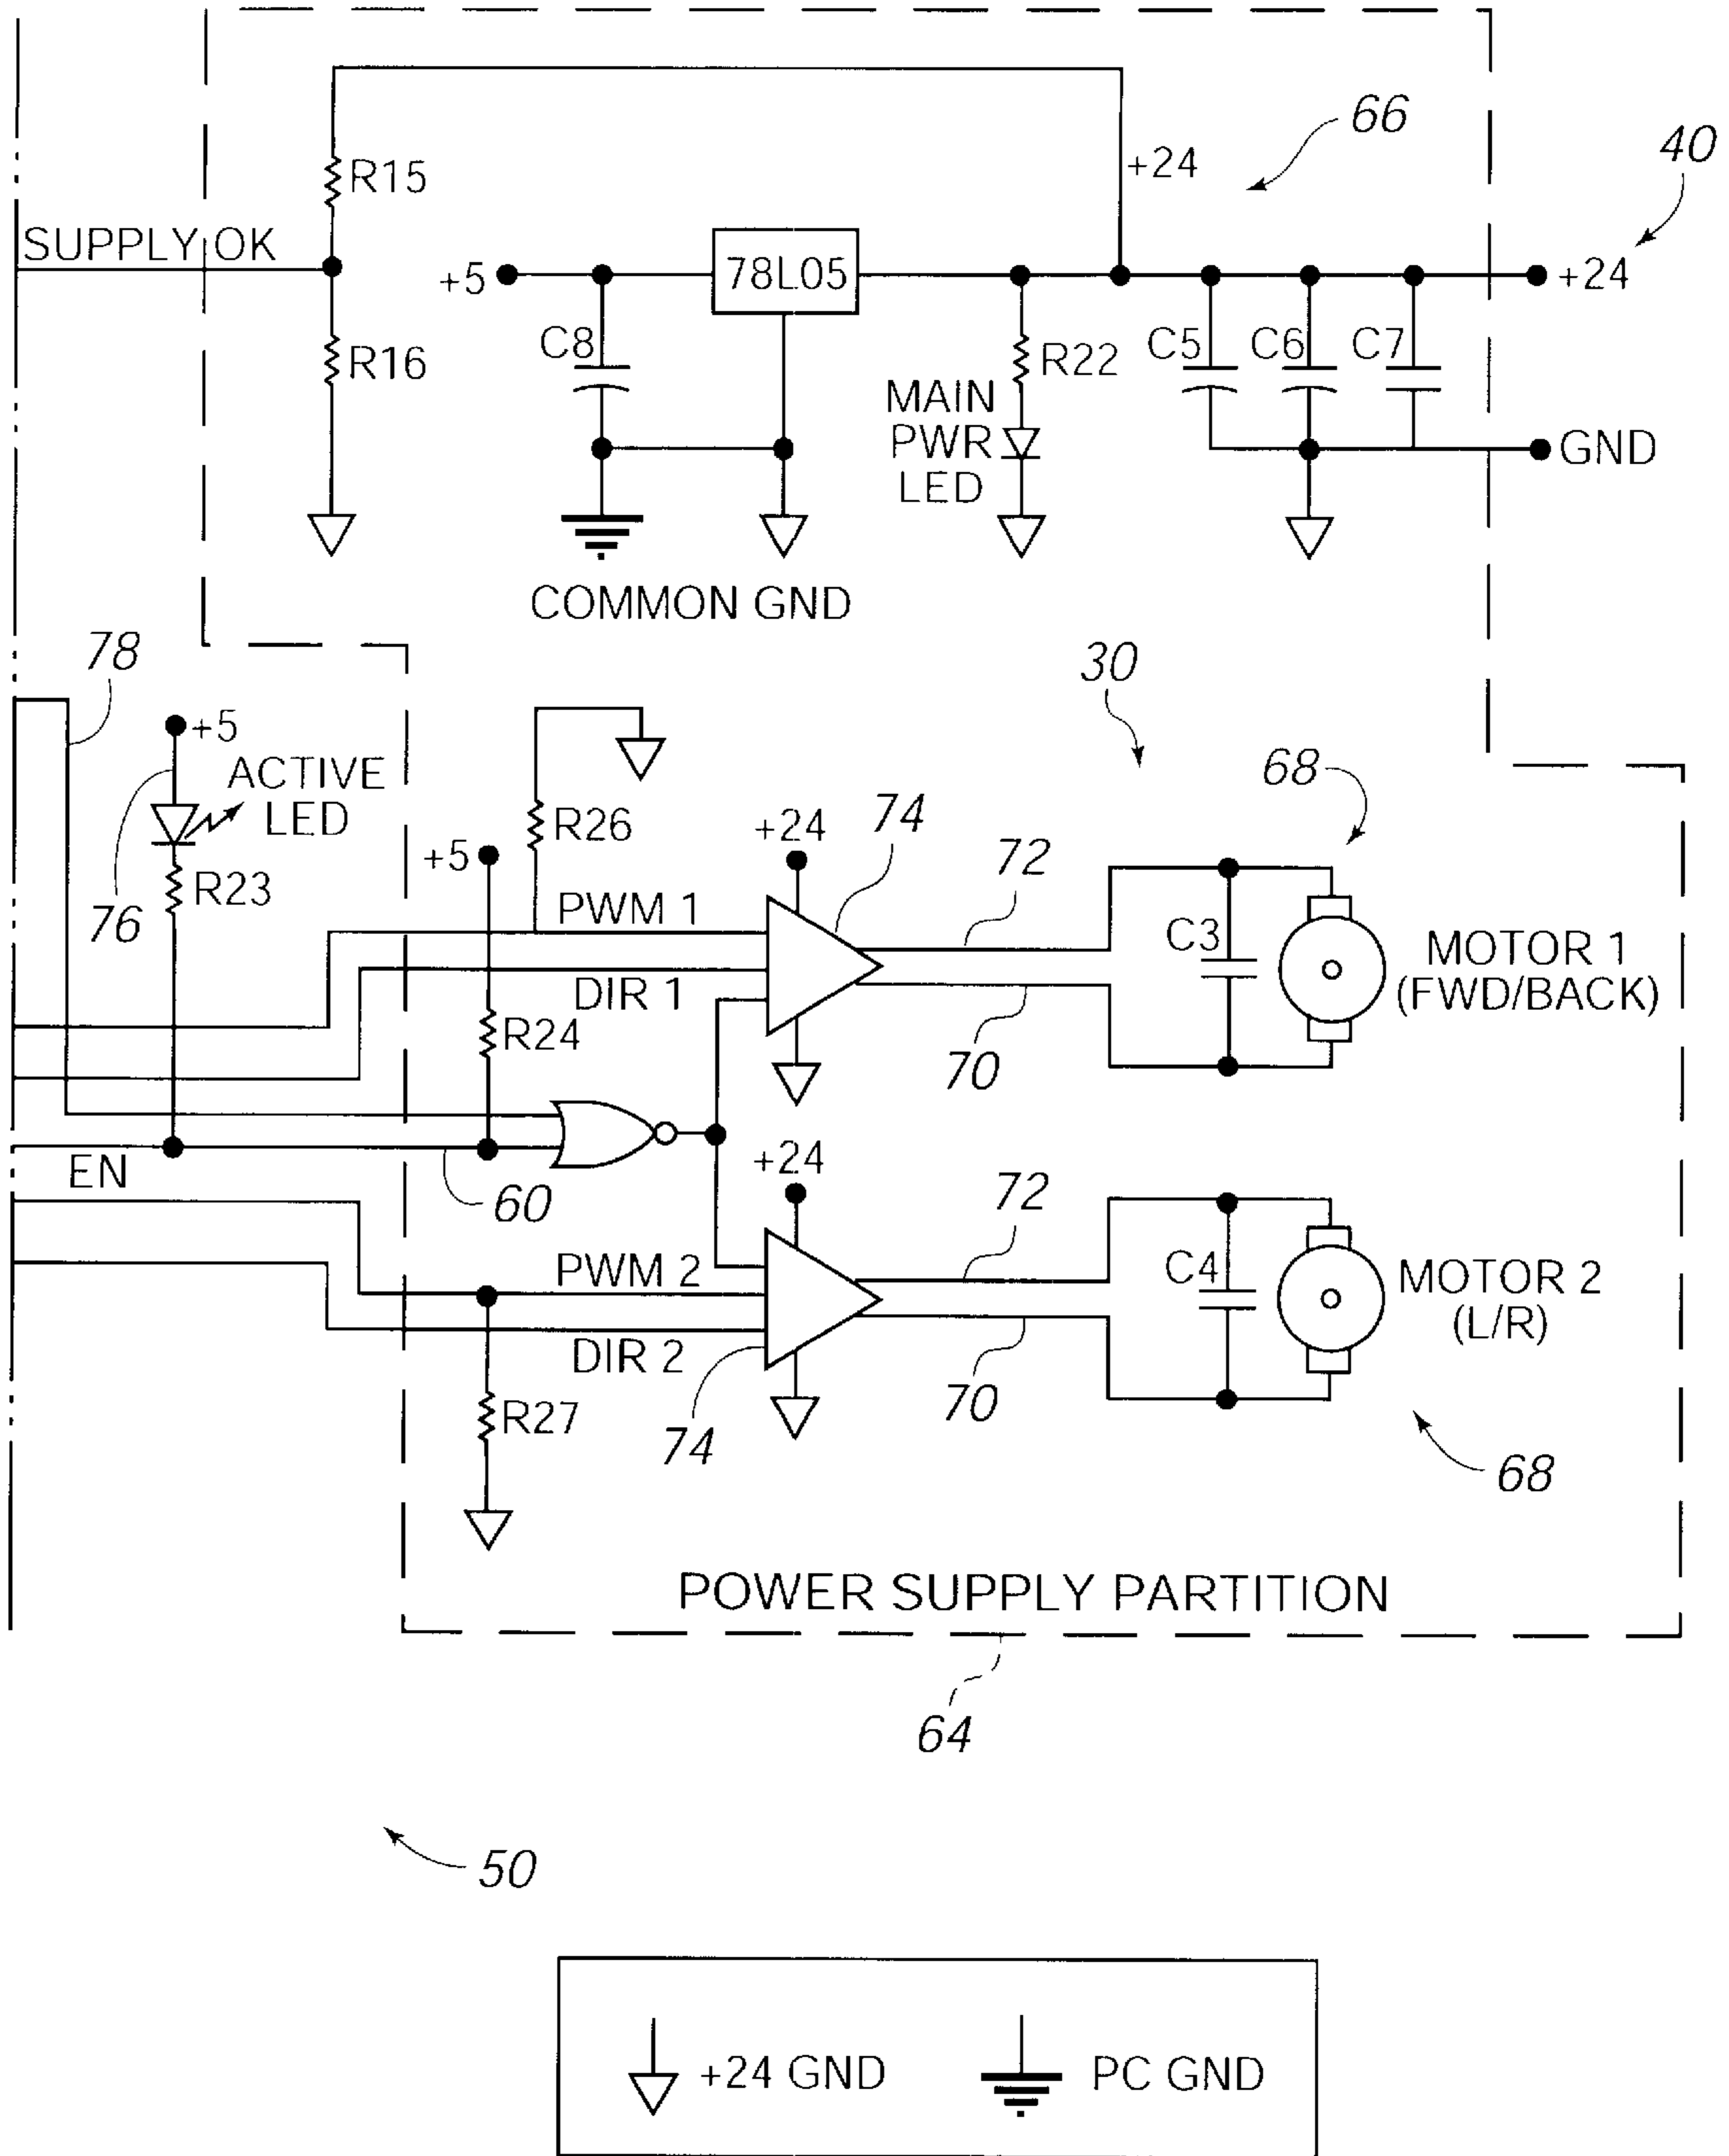 66
40
+24
R15
SUPPLY OK
+5
78L05
+24
R16
C8
R22
C5
C6
C7
MAIN
PWR
LED
GND
COMMON GND
78
30
+5
ACTIVE
LED
68
R26
+24
74
+5
72
R23
76
PWM 1
C3
MOTOR 1
(FWD/BACK)
DIR 1
R24
70
EN
60
+24
72
PWM 2
C4
MOTOR 2
(L/R)
DIR 2
70
R27
74
68
POWER SUPPLY PARTITION
64
50
+24 GND
PC GND